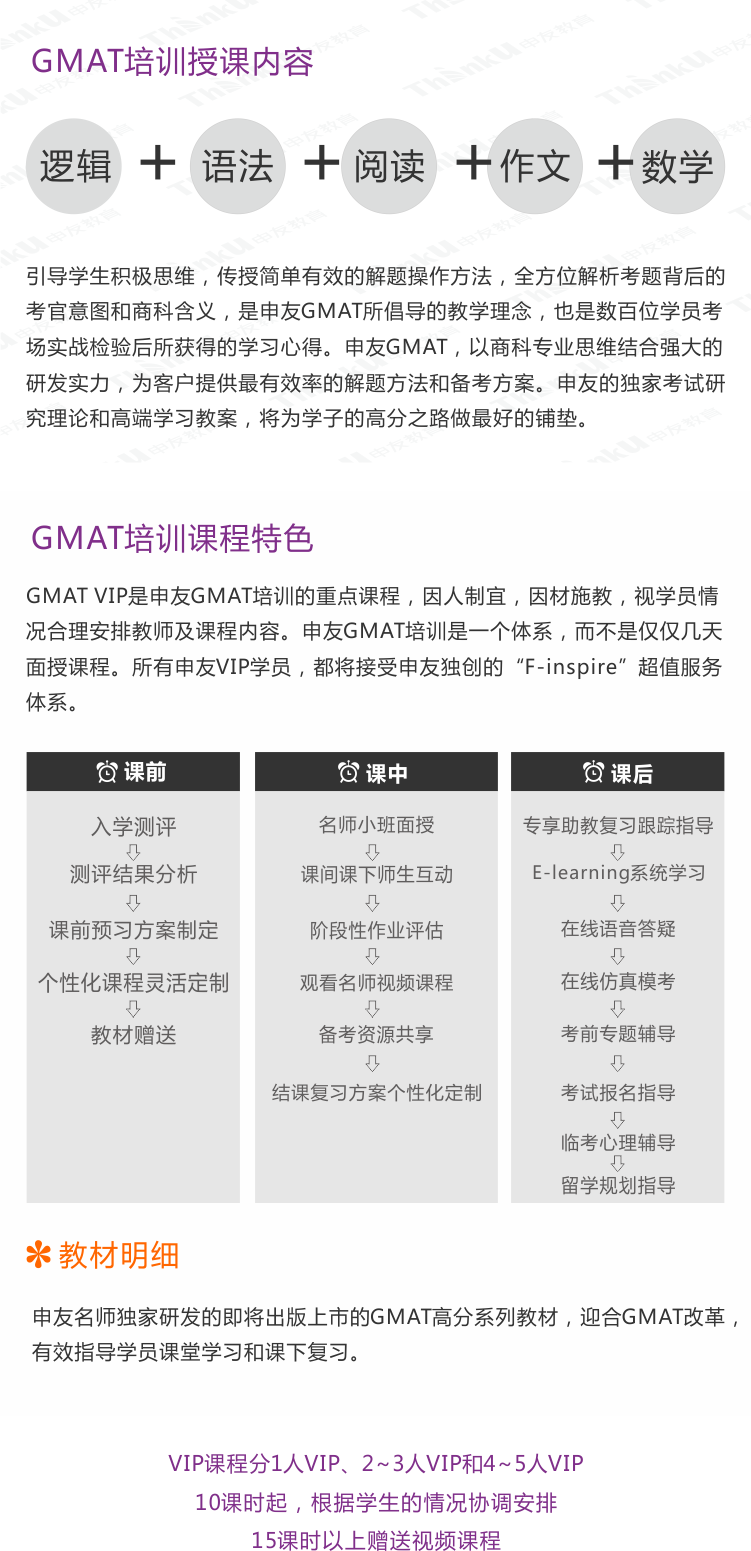 GMAT培训授课内容
逻辑 + 语法 + 阅读 + 作文 + 数学
引导学生积极思维，传授简单有效的解题操作方法，全方位解析考题背后的
考官意图和商科含义，是申友GMAT所倡导的教学理念，也是数百位学员考
场实战检验后所获得的学习心得。申友GMAT，以商科专业思维结合强大的
研发实力，为客户提供最有效率的解题方法和备考方案。申友的独家考试研
究理论和高端学习教案，将为学子的高分之路做最好的铺垫。
GMAT培训课程特色
GMAT VIP是申友GMAT培训的重点课程，因人制宜，因材施教，视学员情
况合理安排教师及课程内容。申友GMAT培训是一个体系，而不是仅仅几天
面授课程。所有申友VIP学员，都将接受申友独创的“F-inspire”超值服务
体系。
课前
入学测评
测评结果分析
课前预习方案制定
个性化课程灵活定制
教材赠送
课中
名师小班面授
课间课下师生互动
阶段性作业评估
观看名师视频课程
备考资源共享
结课复习方案个性化定制
课后
专享助教复习跟踪指导
E-learning系统学习
在线语音答疑
在线仿真模考
考前专题辅导
考试报名指导
临考心理辅导
留学规划指导
教材明细
申友名师独家研发的即将出版上市的GMAT高分系列教材，迎合GMAT改革，
有效指导学员课堂学习和课下复习。
VIP课程分1人VIP、2~3人VIP和4~5人VIP
10课时起，根据学生的情况协调安排
15课时以上赠送视频课程